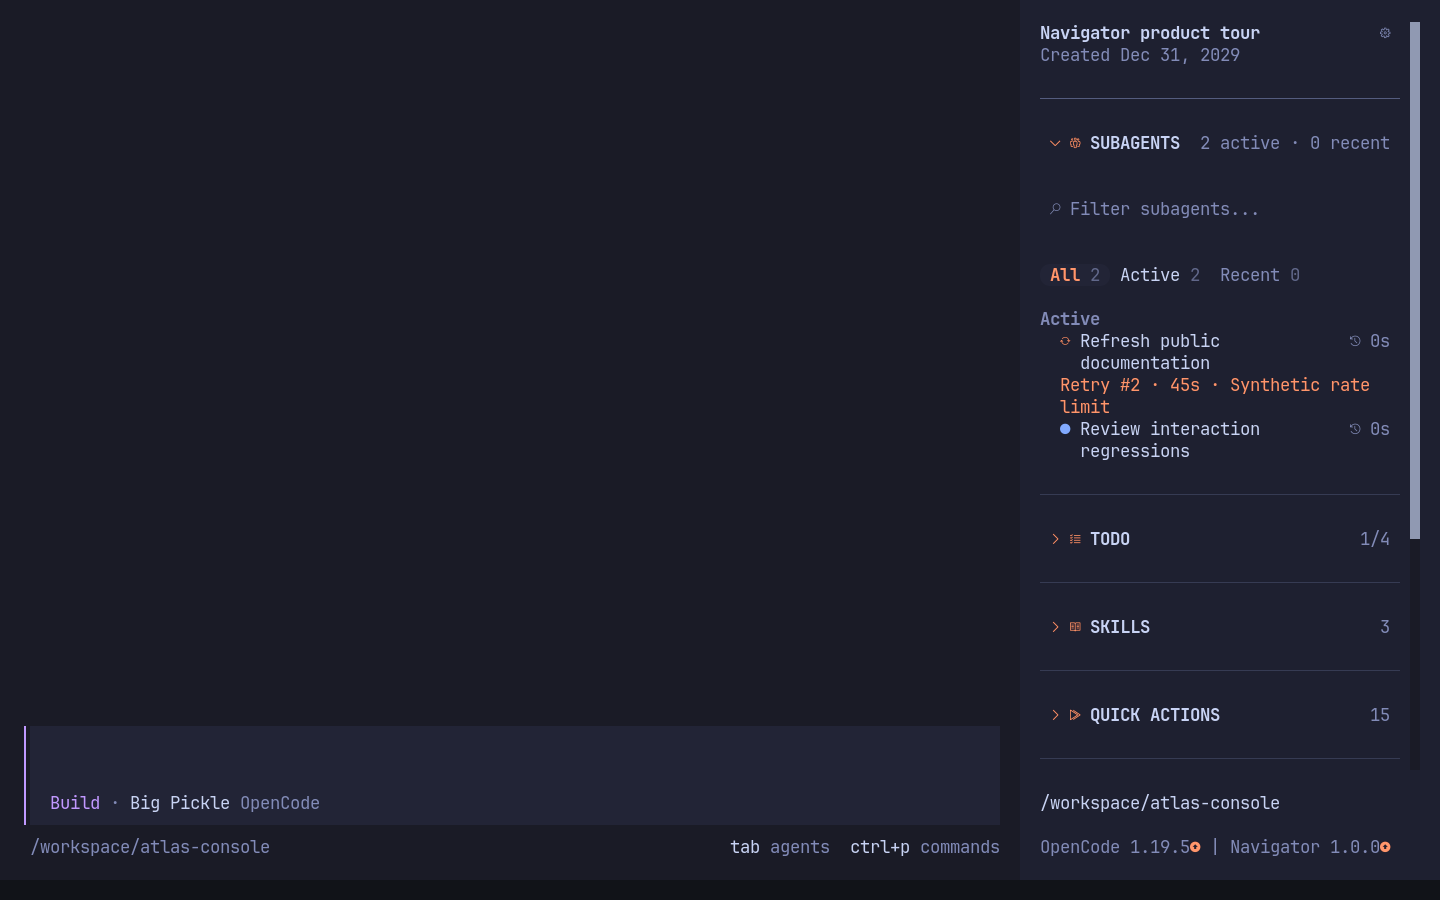 Navigator product tour
Created Dec 31, 2029
SUBAGENTS 2 active · 0 recent
Filter subagents...
All 2 Active 2 Recent 0
Active
Refresh public 0s
documentation
Retry #2 · 45s · Synthetic rate
limit
Review interaction 0s
regressions
TODO 1/4
SKILLS 3
QUICK ACTIONS 15
/workspace/atlas-console
OpenCode 1.19.5 | Navigator 1.0.0
Build · Big Pickle OpenCode
/workspace/atlas-console tab agents ctrl+p commands